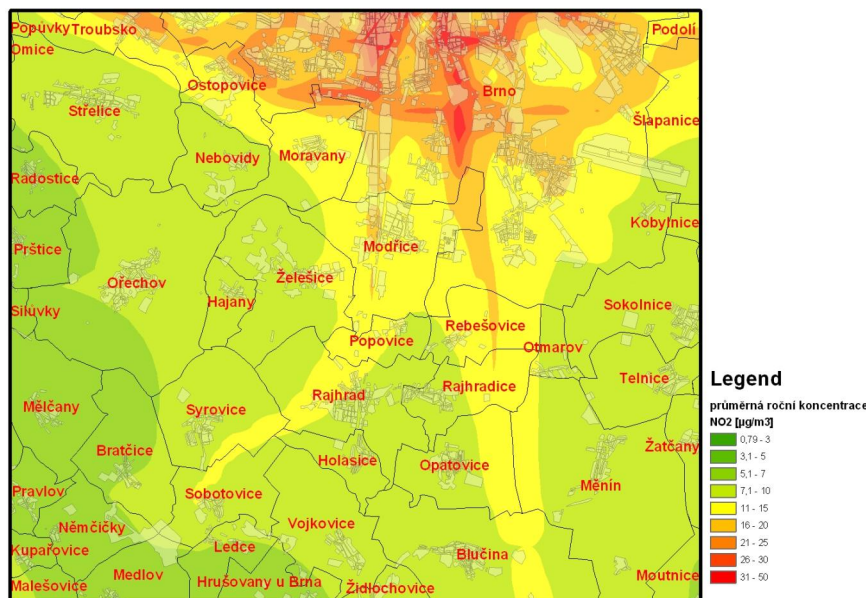 Popůvky
Troubsko
Podolí
Omice
Ostopovice
Brno
Střelice
Šlapanice
Nebovidy
Moravany
Radostice
Kobylnice
Prštice
Modřice
Ořechov
Želešice
Hajany
Sokolnice
Silůvky
Rebešovice
Popovice
Otmarov
Telnice
Rajhrad
Rajhradice
Mělčany
Syrovice
Bratčice
Žatčany
Holasice
Opatovice
Měnín
Pravlov
Sobotovice
Němčičky
Vojkovice
Kupařovice
Ledce
Blučina
Medlov
Moutnice
Malešovice
Hrušovany u Brna
Židlochovice
Legend
průměrná roční koncentrace
NO2 [µg/m3]
0,79 - 3
3,1 - 5
5,1 - 7
7,1 - 10
11 - 15
16 - 20
21 - 25
26 - 30
31 - 50